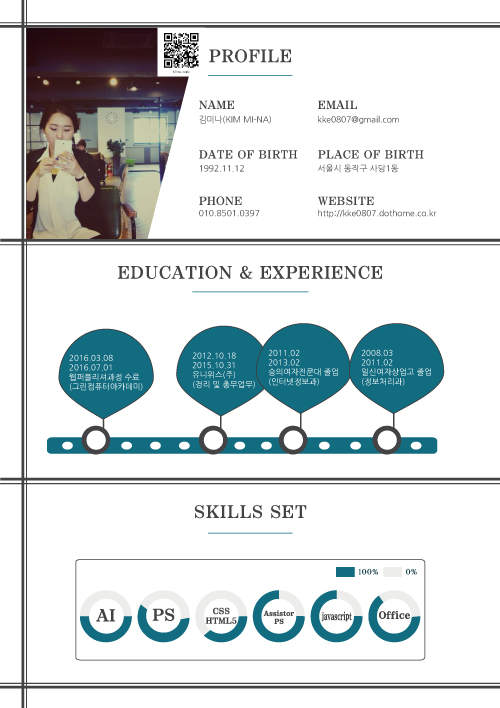 PROFILE
NAME
김미나(KIM MI-NA)
EMAIL
kke0807@gmail.com
DATE OF BIRTH
1992.11.12
PLACE OF BIRTH
서울시 동작구 사당1동
PHONE
010.8501.0397
WEBSITE
http://kke0807.dothome.co.kr
EDUCATION & EXPERIENCE
2016.03.08
2016.07.01
웹퍼블리셔과정 수료
(그린컴퓨터아카데미)
2012.10.18
2015.10.31
유니위스(주)
(경리 및 총무업무)
2011.02
2013.02
숭의여자전문대 졸업
(인터넷정보과)
2008.03
2011.02
일신여자상업고 졸업
(정보처리과)
SKILLS SET
100%
0%
AI
PS
CSS
HTML5
Assistor
PS
javascript
Office